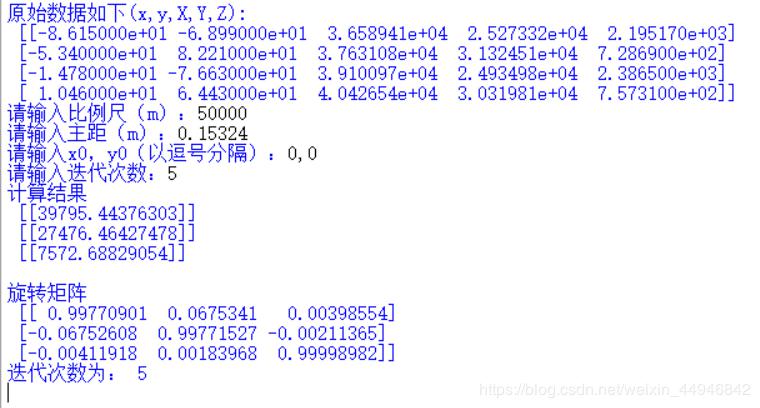 原始数据如下(x,y,X,Y,Z):
[[-8.615000e+01 -6.899000e+01 3.658941e+04 2.527332e+04 2.195170e+03]
[-5.340000e+01 8.221000e+01 3.763108e+04 3.132451e+04 7.286900e+02]
[-1.478000e+01 -7.663000e+01 3.910097e+04 2.493498e+04 2.386500e+03]
[ 1.046000e+01 6.443000e+01 4.042654e+04 3.031981e+04 7.573100e+02]]
请输入比例尺（m）：50000
请输入主距（m）：0.15324
请输入x0，y0（以逗号分隔）：0,0
请输入迭代次数：5
计算结果
[[39795.44376303]]
[[27476.46427478]]
[[7572.68829054]]
旋转矩阵
[[ 0.99770901 0.0675341 0.00398554]
[-0.06752608 0.99771527 -0.00211365]
[-0.00411918 0.00183968 0.99998982]]
迭代次数为： 5
https://blog.csdn.net/weixin_44946842